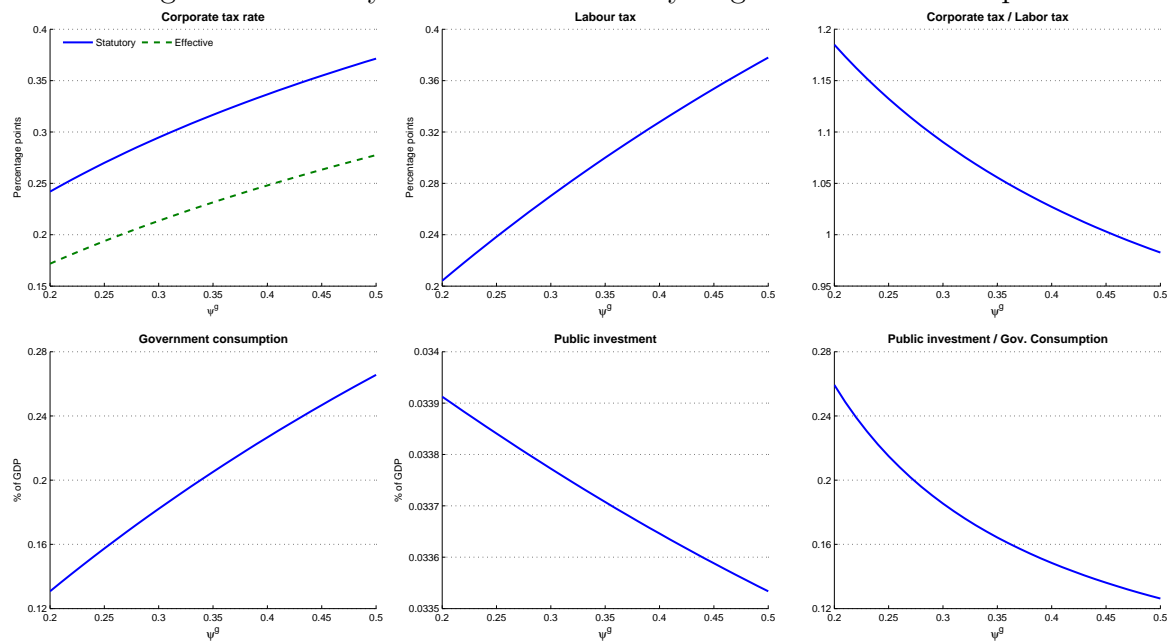 Corporate tax rate
Statutory Effective
Percentage points
0.4
0.35
0.3
0.25
0.2
0.15
0.2 0.25 0.3 0.35 0.4 0.45 0.5
ψg
Labour tax
Percentage points
0.4
0.36
0.32
0.28
0.24
0.2
0.2 0.25 0.3 0.35 0.4 0.45 0.5
ψg
Corporate tax / Labor tax
1.2
1.15
1.1
1.05
1
0.95
0.2 0.25 0.3 0.35 0.4 0.45 0.5
ψg
Government consumption
% of GDP
0.28
0.24
0.2
0.16
0.12
0.2 0.25 0.3 0.35 0.4 0.45 0.5
ψg
Public investment
% of GDP
0.034
0.0339
0.0338
0.0337
0.0336
0.0335
0.2 0.25 0.3 0.35 0.4 0.45 0.5
ψg
Public investment / Gov. Consumption
0.28
0.24
0.2
0.16
0.12
0.2 0.25 0.3 0.35 0.4 0.45 0.5
ψg